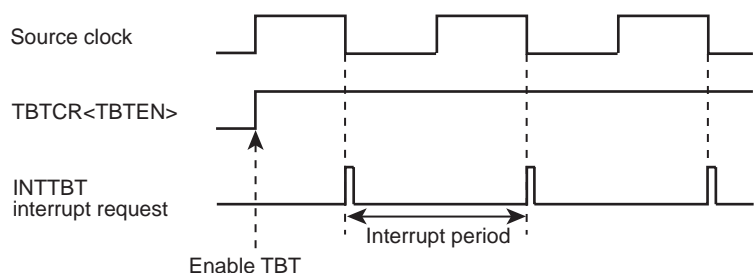 Source clock
TBTCR<TBTEN>
INTTBT
interrupt request
Interrupt period
Enable TBT